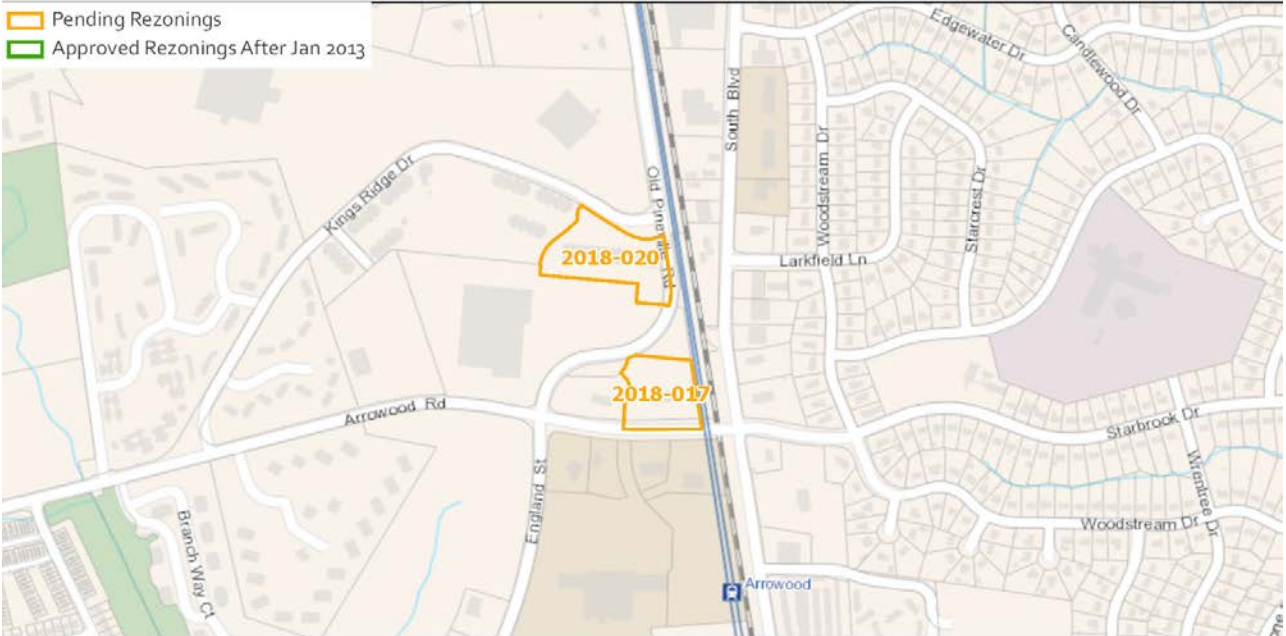 Pending Rezonings
Approved Rezonings After Jan 2013
Edgewater Dr
Candlewood Dr
South Blvd
Woodstream Dr
Kings Ridge Dr
Old Pineville Rd
Starcrest Dr
2018-020
Larkfield Ln
2018-017
Arrowood Rd
Starbrook Dr
England St
Wrentree Dr
Woodstream Dr
Branch Way Ct
Arrowood